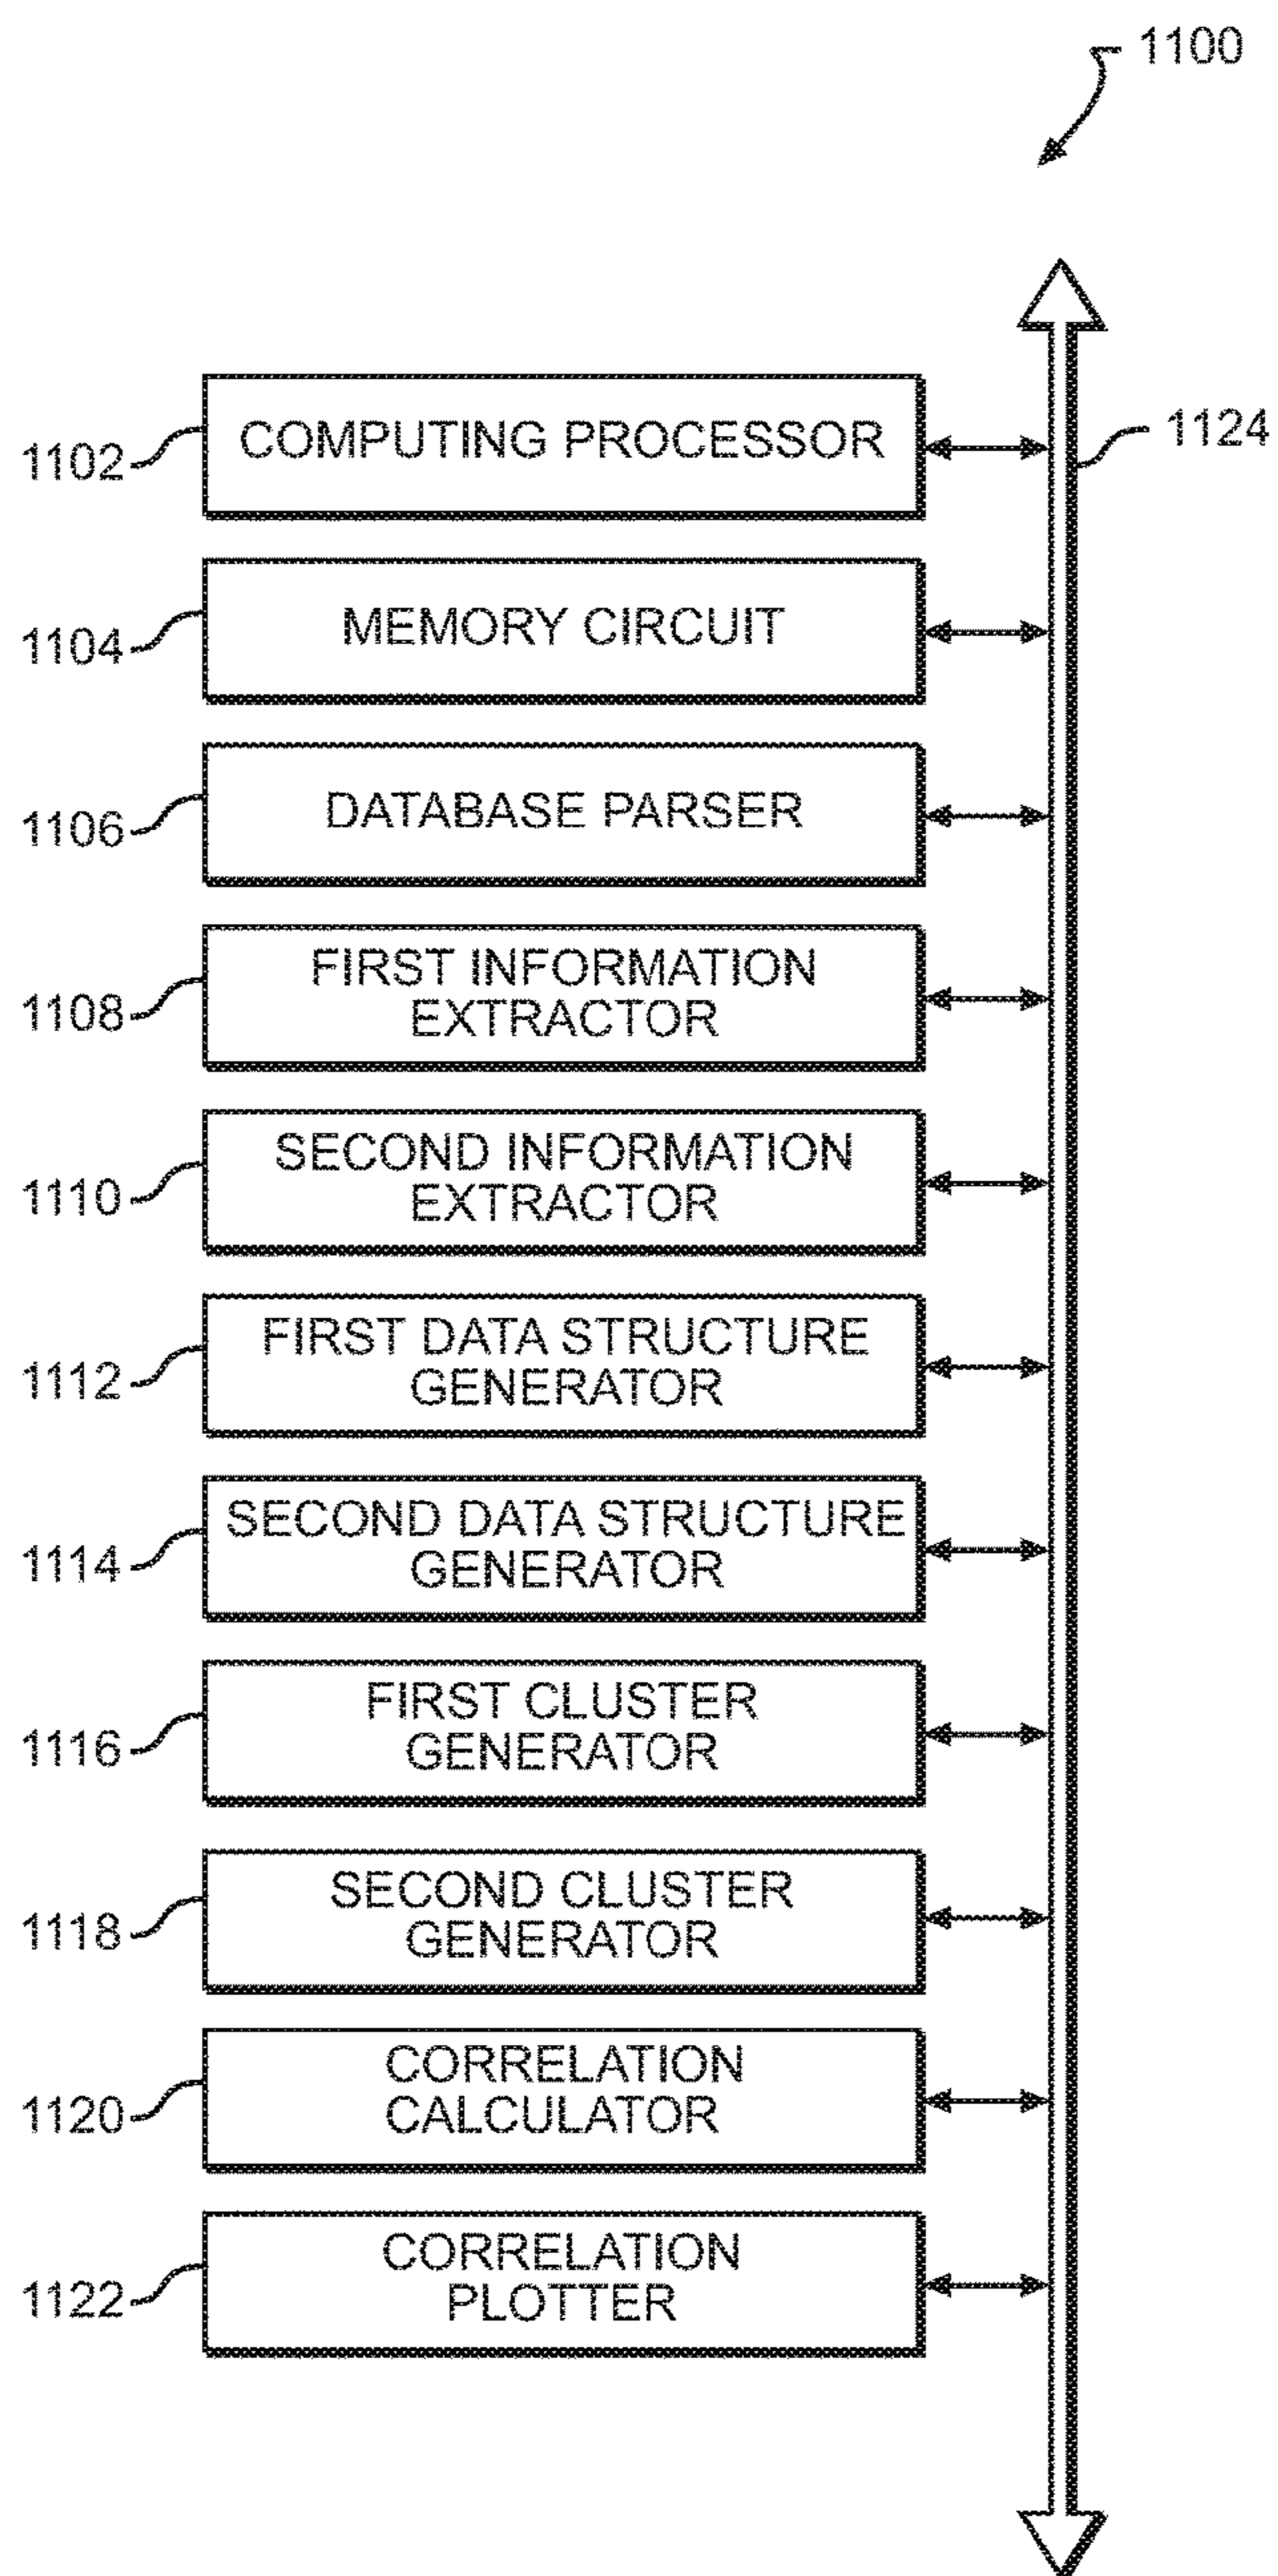 1100
1124
1102
COMPUTING PROCESSOR
1104
MEMORY CIRCUIT
1106
DATABASE PARSER
1108
FIRST INFORMATION
EXTRACTOR
1110
SECOND INFORMATION
EXTRACTOR
1112
FIRST DATA STRUCTURE
GENERATOR
1114
SECOND DATA STRUCTURE
GENERATOR
1116
FIRST CLUSTER
GENERATOR
1118
SECOND CLUSTER
GENERATOR
1120
CORRELATION
CALCULATOR
1122
CORRELATION
PLOTTER